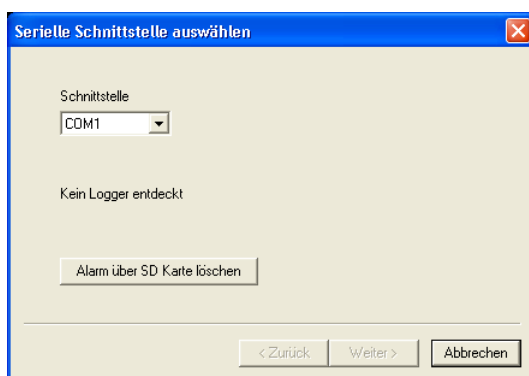 Serielle Schnittstelle auswählen
Schnittstelle
COM1
Kein Logger entdeckt
Alarm über SD Karte löschen
< Zurück
Weiter >
Abbrechen